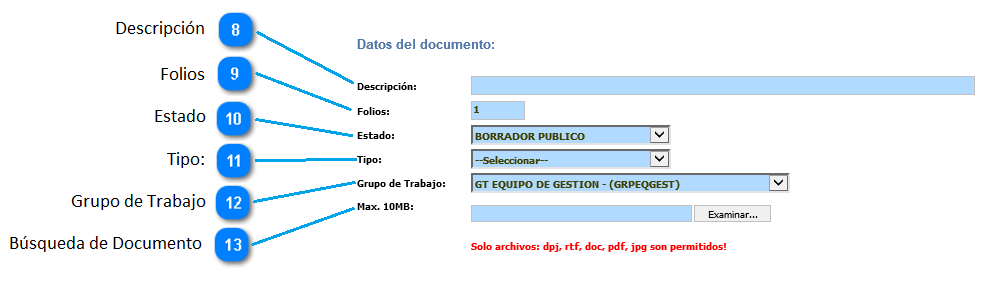 Descripción 8
Folios 9
Estado 10
Tipo: 11
Grupo de Trabajo 12
Búsqueda de Documento 13
Datos del documento:
Descripción:
Folios: 1
Estado: BORRADOR PUBLICO
Tipo: --Seleccionar--
Grupo de Trabajo: GT EQUIPO DE GESTION - (GRPEQGEST)
Max. 10MB: Examinar...
Solo archivos: dpj, rtf, doc, pdf, jpg son permitidos!